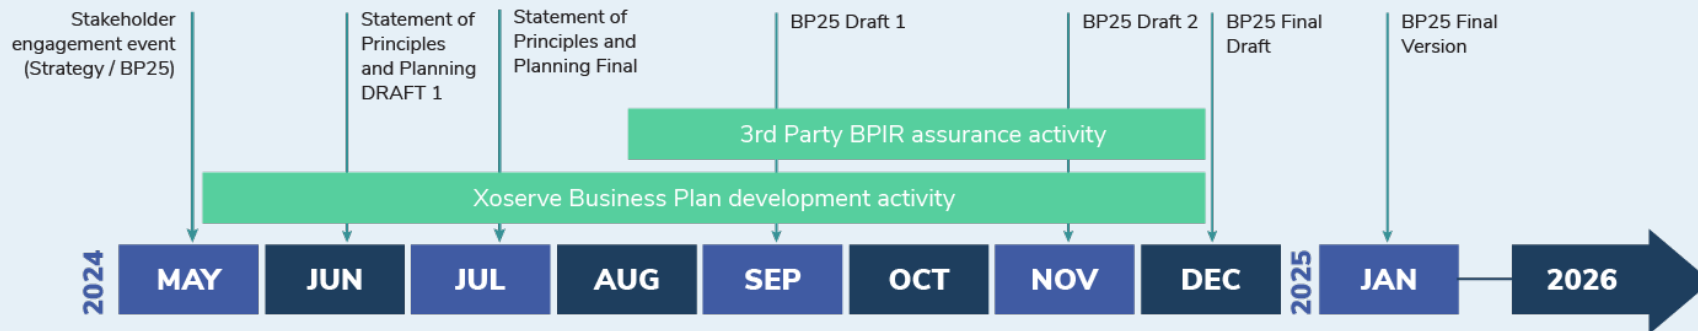 Stakeholder
engagement event
(Strategy / BP25)
Statement of
Principles
and Planning
DRAFT 1
Statement of
Principles and
Planning Final
BP25 Draft 1
BP25 Draft 2
BP25 Final
Draft
BP25 Final
Version
3rd Party BPIR assurance activity
Xoserve Business Plan development activity
2024
MAY
JUN
JUL
AUG
SEP
OCT
NOV
DEC
2025
JAN
2026